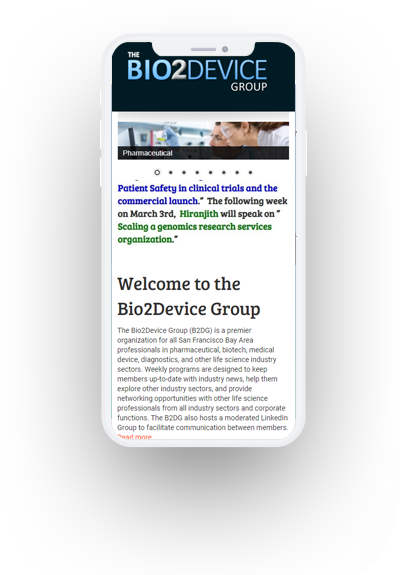 THE
BIO2DEVICE
GROUP
Pharmaceutical
Patient Safety in clinical trials and the
commercial launch." The following week
on March 3rd, Hiranjith will speak on "
Scaling a genomics research services
organization."
Welcome to the
Bio2Device Group
The Bio2Device Group (B2DG) is a premier
organization for all San Francisco Bay Area
professionals in pharmaceutical, biotech, medical
device, diagnostics, and other life science industry
sectors. Weekly programs are designed to keep
members up-to-date with industry news, help them
explore other industry sectors, and provide
networking opportunities with other life science
professionals from all industry sectors and corporate
functions. The B2DG also hosts a moderated LinkedIn
Group to facilitate communication between members.
Read more